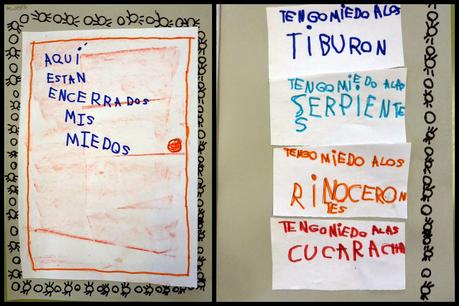 AQUÍ
ESTAN
ENCERRADOS
MIS
MIEDOS
TENGO MIEDO A LOS
TIBURON
TENGO MIEDO A LAS
SERPIENTES
S
TENGO MIEDO A LOS
RINOCERON
TES
TENGO MIEDO A LAS
CUCARACHA